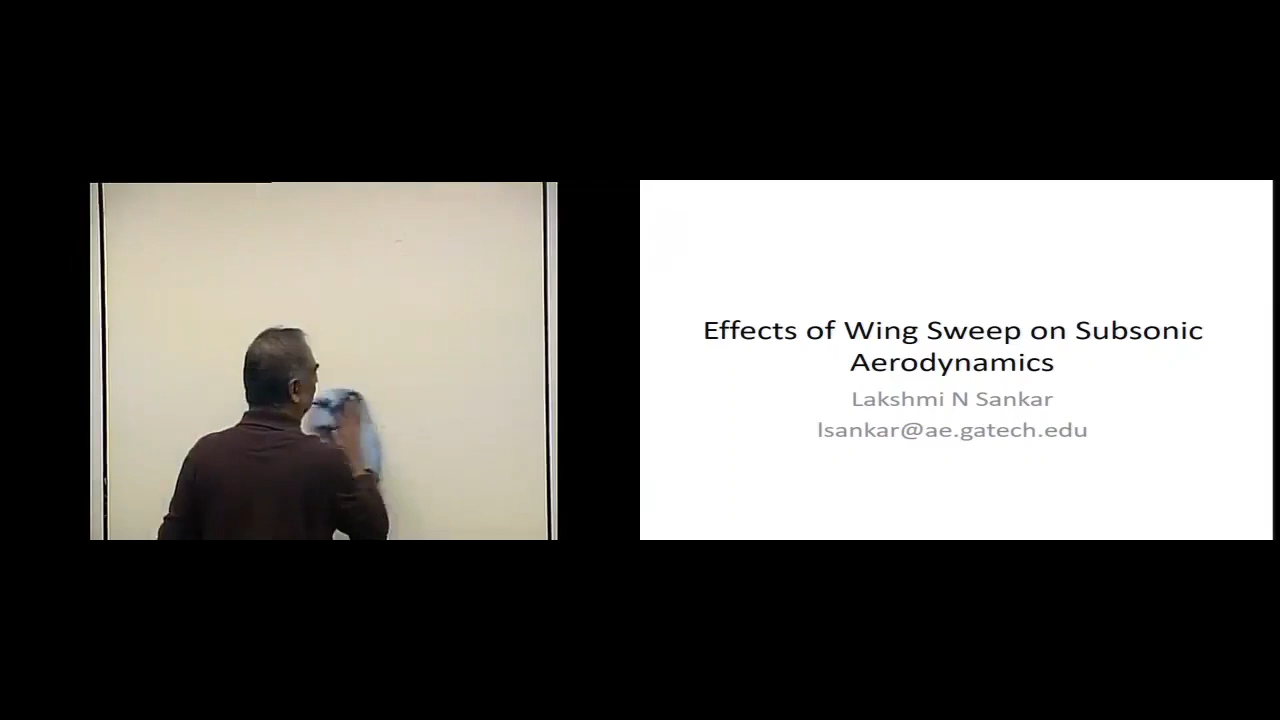 Effects of Wing Sweep on Subsonic
Aerodynamics
Lakshmi N Sankar
lsankar@ae.gatech.edu